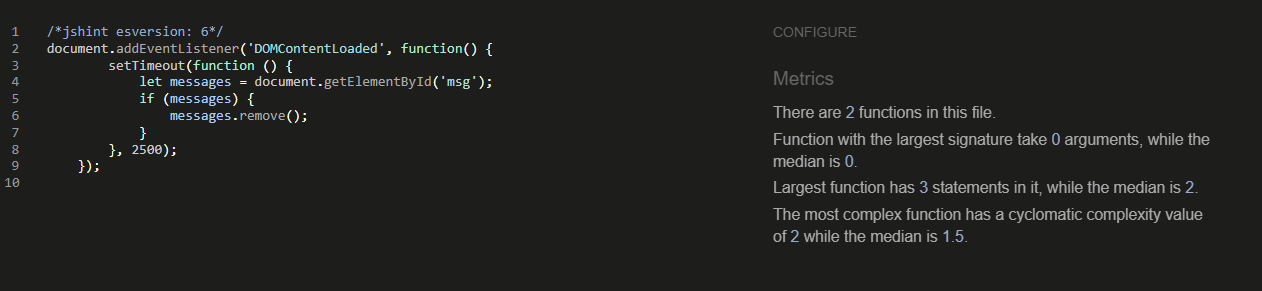 1 /*jshint esversion: 6*/
2 document.addEventListener('DOMContentLoaded', function() {
3 setTimeout(function () {
4 let messages = document.getElementById('msg');
5 if (messages) {
6 messages.remove();
7 }
8 }, 2500);
9 });
10
CONFIGURE
Metrics
There are 2 functions in this file.
Function with the largest signature take 0 arguments, while the
median is 0.
Largest function has 3 statements in it, while the median is 2.
The most complex function has a cyclomatic complexity value
of 2 while the median is 1.5.